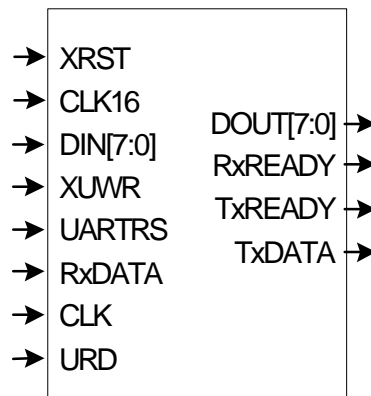 XRST
CLK16
DIN[7:0]
XUWR
UARTRS
RxDATA
CLK
URD
DOUT[7:0]
RxREADY
TxREADY
TxDATA